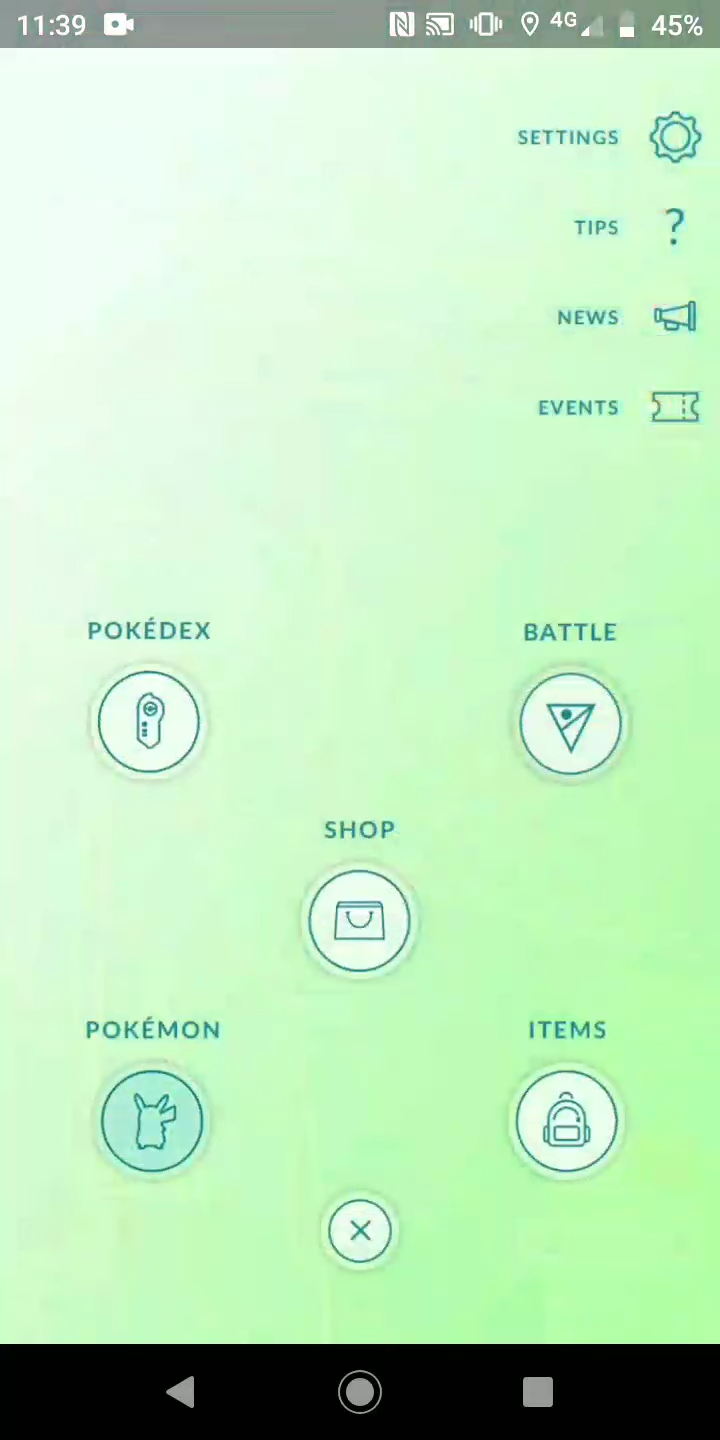 11:39 4G 45%
SETTINGS
TIPS ?
NEWS
EVENTS
POKÉDEX BATTLE
SHOP
POKÉMON ITEMS